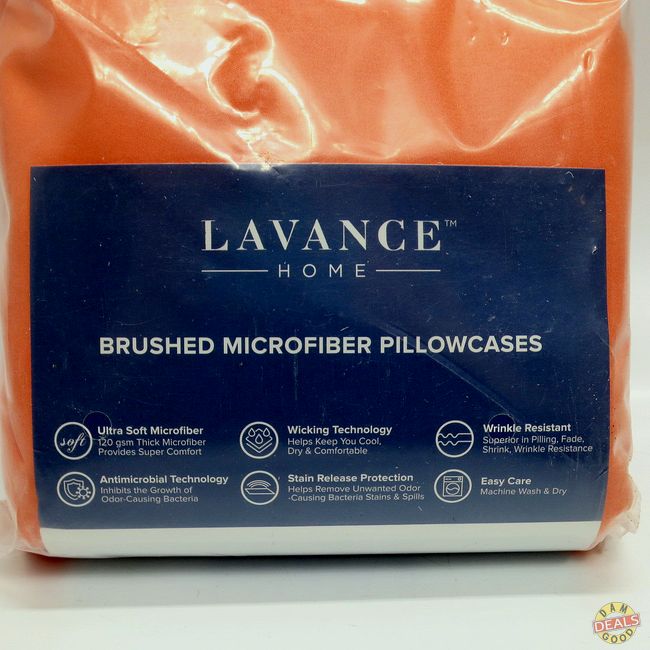 LAVANCE™
HOME
BRUSHED MICROFIBER PILLOWCASES
soft
Ultra Soft Microfiber
120 gsm Thick Microfiber
Provides Super Comfort
Wicking Technology
Helps Keep You Cool,
Dry & Comfortable
Wrinkle Resistant
Superior in Pilling, Fade,
Shrink, Wrinkle Resistance
Antimicrobial Technology
Inhibits the Growth of
Odor-Causing Bacteria
Stain Release Protection
Helps Remove Unwanted Odor
-Causing Bacteria Stains & Spills
Easy Care
Machine Wash & Dry
DAM
GOOD
DEALS